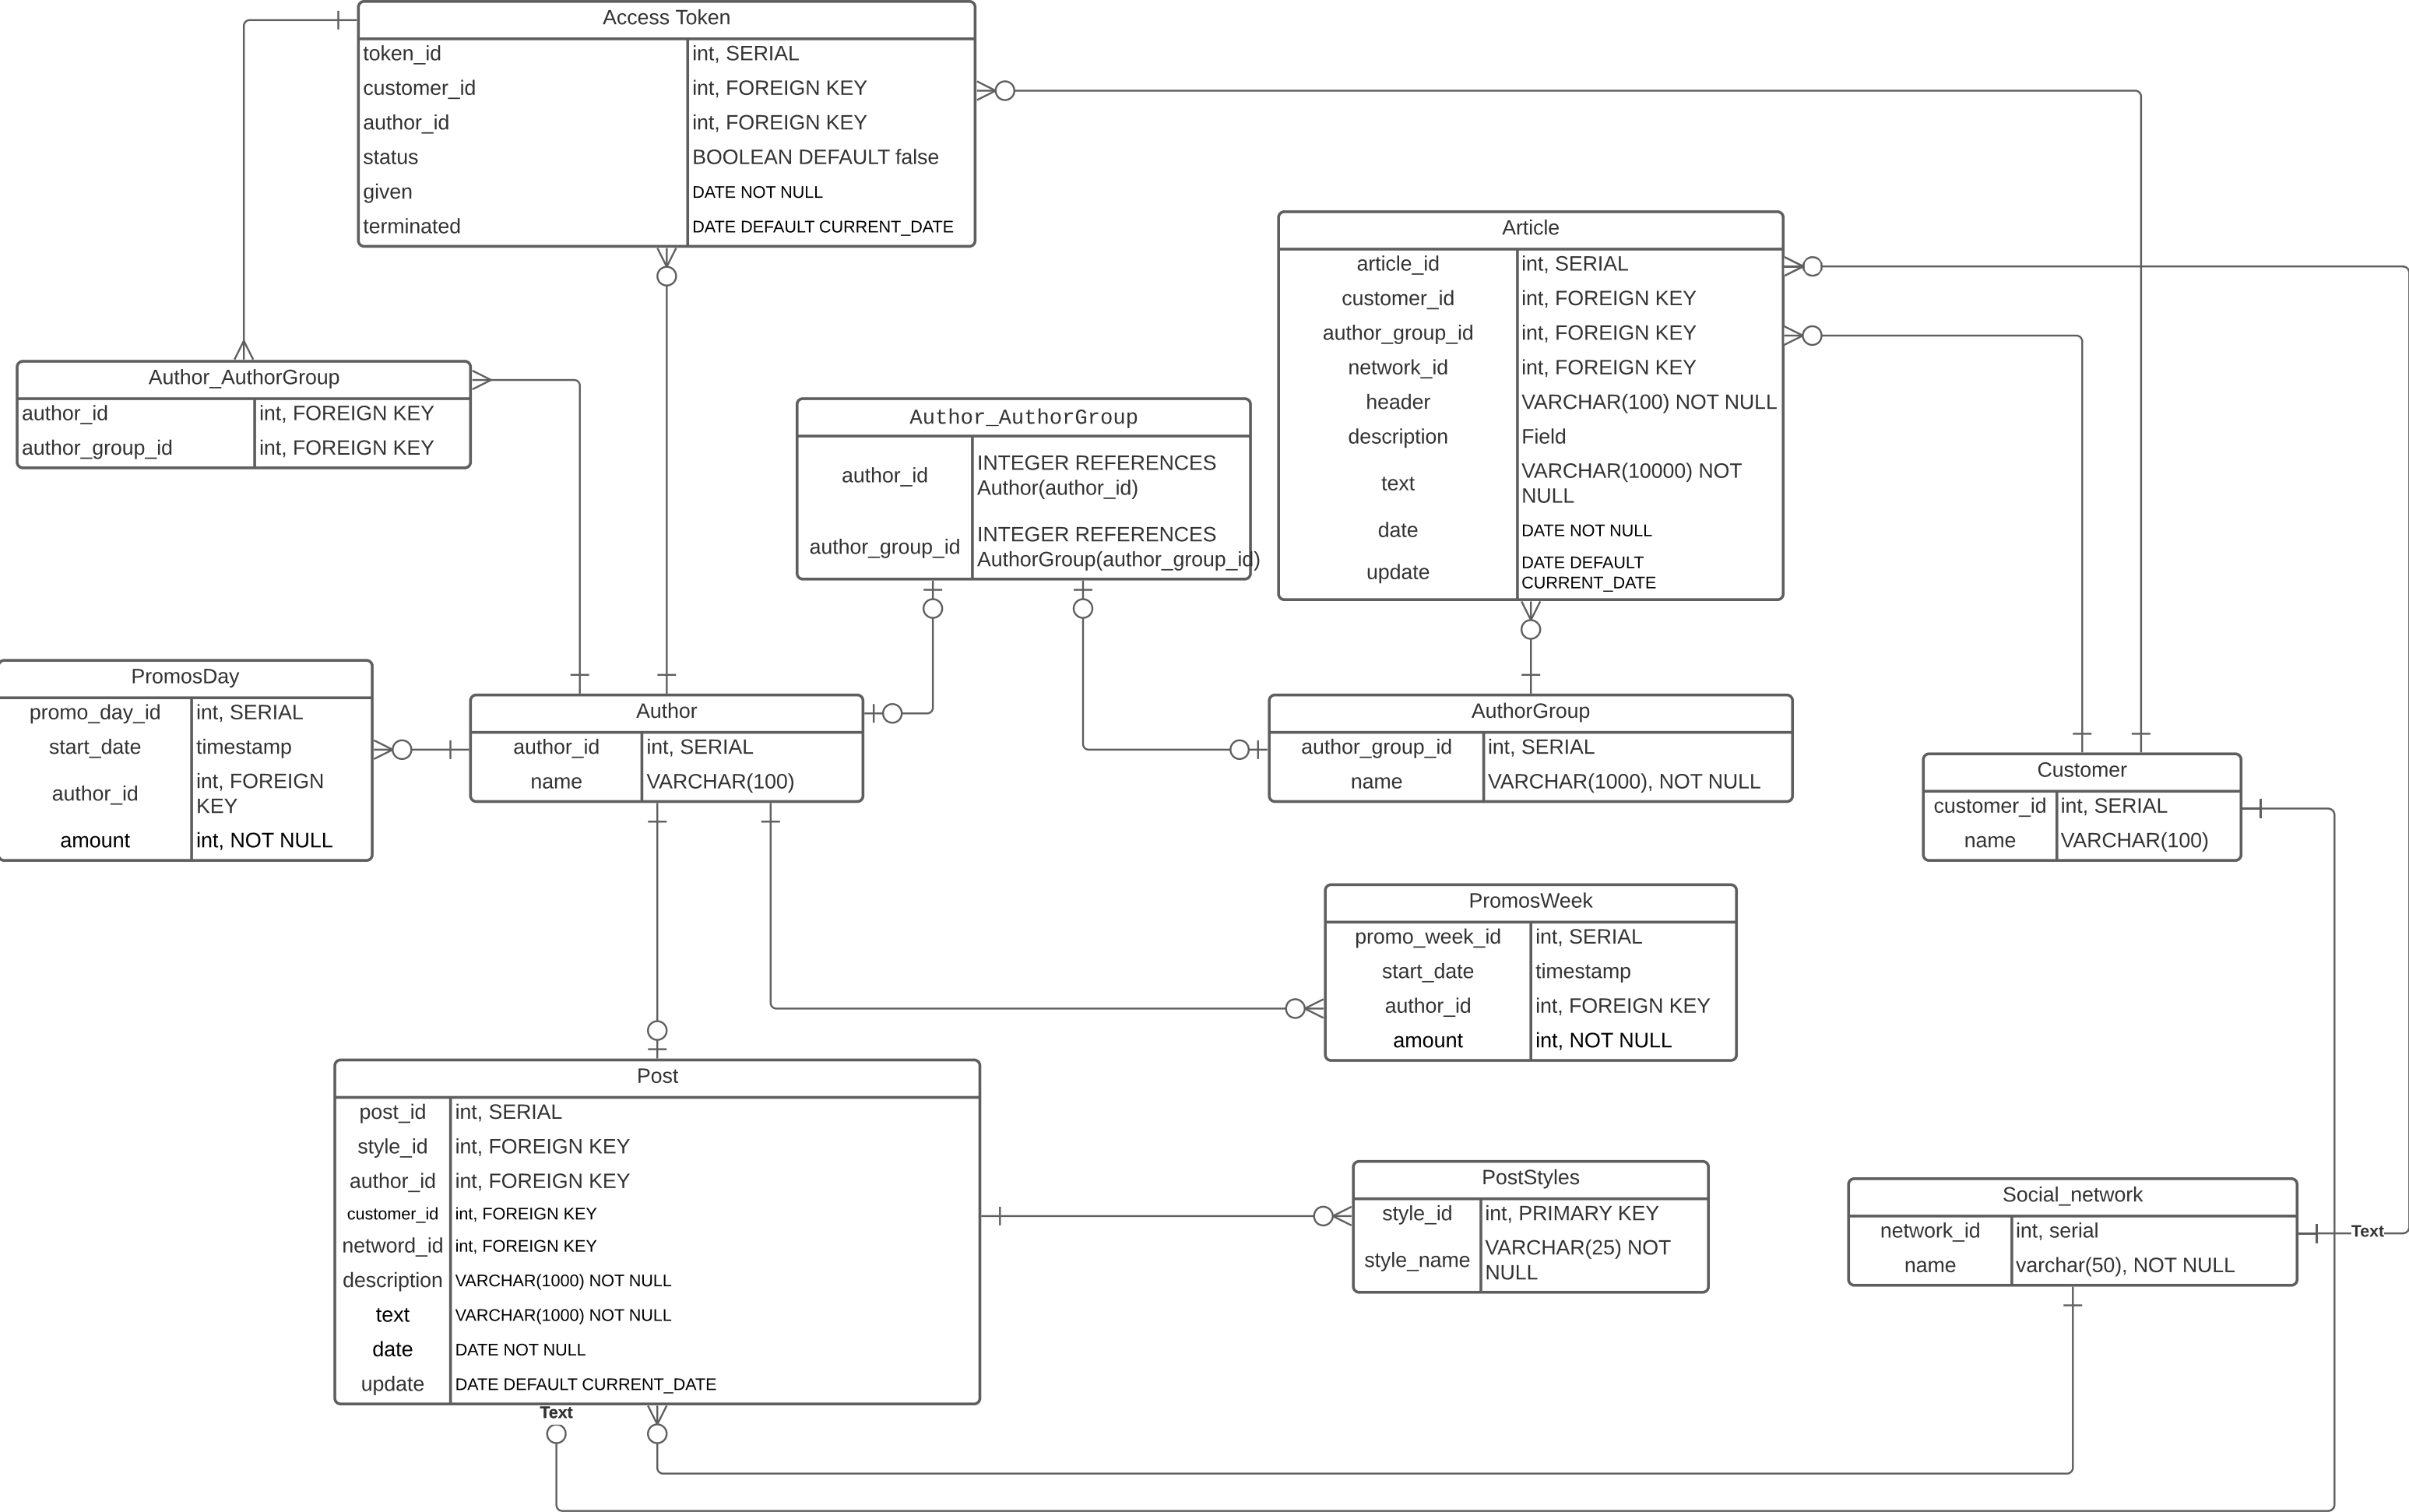 Access Token
token_id int, SERIAL
customer_id int, FOREIGN KEY
author_id int, FOREIGN KEY
status BOOLEAN DEFAULT false
given DATE NOT NULL
terminated DATE DEFAULT CURRENT_DATE
Article
article_id int, SERIAL
customer_id int, FOREIGN KEY
author_group_id int, FOREIGN KEY
network_id int, FOREIGN KEY
header VARCHAR(100) NOT NULL
description Field
text VARCHAR(10000) NOT
NULL
date DATE NOT NULL
update DATE DEFAULT
CURRENT_DATE
Author_AuthorGroup
author_id int, FOREIGN KEY
author_group_id int, FOREIGN KEY
Author_AuthorGroup
author_id INTEGER REFERENCES
Author(author_id)
author_group_id INTEGER REFERENCES
AuthorGroup(author_group_id)
PromosDay
promo_day_id int, SERIAL
start_date timestamp
author_id int, FOREIGN
KEY
amount int, NOT NULL
Author
author_id int, SERIAL
name VARCHAR(100)
AuthorGroup
author_group_id int, SERIAL
name VARCHAR(1000), NOT NULL
Customer
customer_id int, SERIAL
name VARCHAR(100)
PromosWeek
promo_week_id int, SERIAL
start_date timestamp
author_id int, FOREIGN KEY
amount int, NOT NULL
Post
post_id int, SERIAL
style_id int, FOREIGN KEY
author_id int, FOREIGN KEY
customer_id int, FOREIGN KEY
netword_id int, FOREIGN KEY
description VARCHAR(1000) NOT NULL
text VARCHAR(1000) NOT NULL
date DATE NOT NULL
update DATE DEFAULT CURRENT_DATE
Text
PostStyles
style_id int, PRIMARY KEY
style_name VARCHAR(25) NOT
NULL
Social_network
network_id int, serial
name varchar(50), NOT NULL
Text